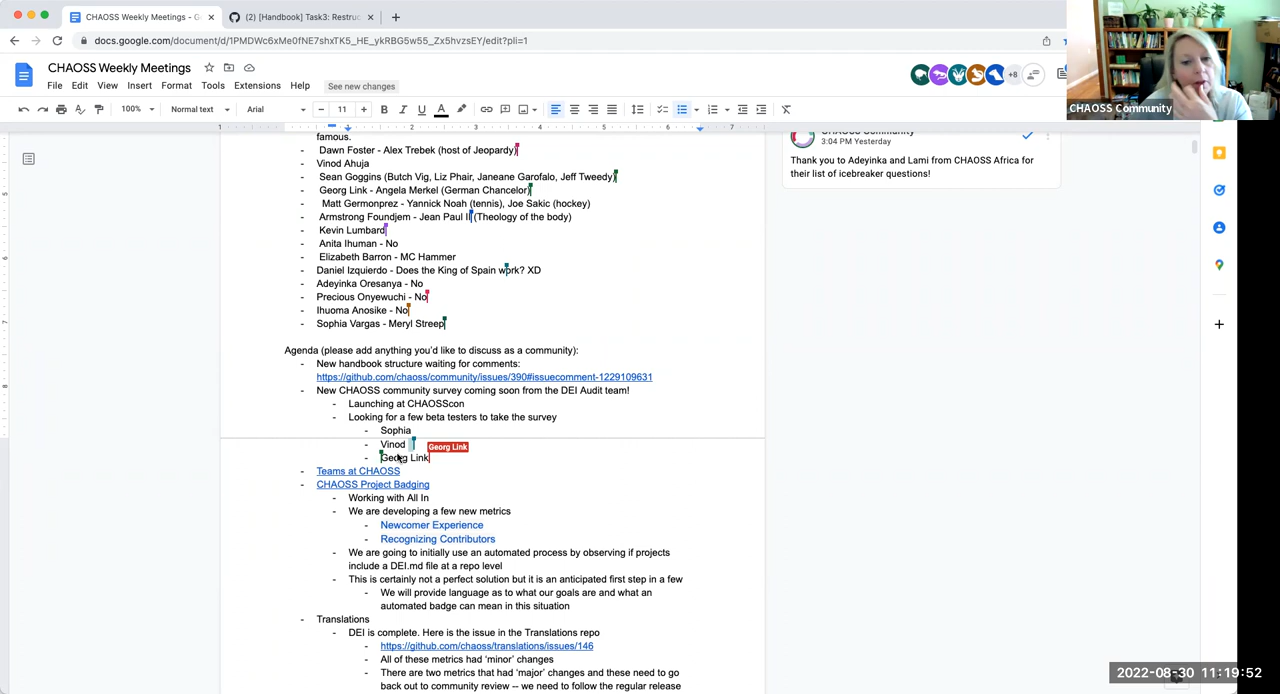 CHAOSS Weekly Meetings - G
(2) [Handbook] Task3: Restruc
docs.google.com/document/d/1PMDWc6xMe0fNE7shxTK5_HE_ykRBG5w55_Zx5hvzsEY/edit?pli=1
CHAOSS Weekly Meetings
File Edit View Insert Format Tools Extensions Help See new changes
+8
100% Normal text Arial 11
CHAOSS Community
1 2 3 4 5 6 7
famous.
- Dawn Foster - Alex Trebek (host of Jeopardy)
- Vinod Ahuja
- Sean Goggins (Butch Vig, Liz Phair, Janeane Garofalo, Jeff Tweedy)
- Georg Link - Angela Merkel (German Chancelor)
- Matt Germonprez - Yannick Noah (tennis), Joe Sakic (hockey)
- Armstrong Foundjem - Jean Paul II (Theology of the body)
- Kevin Lumbard
- Anita Ihuman - No
- Elizabeth Barron - MC Hammer
- Daniel Izquierdo - Does the King of Spain work? XD
- Adeyinka Oresanya - No
- Precious Onyewuchi - No
- Ihuoma Anosike - No
- Sophia Vargas - Meryl Streep
Agenda (please add anything you'd like to discuss as a community):
- New handbook structure waiting for comments:
https://github.com/chaoss/community/issues/390#issuecomment-1229109631
- New CHAOSS community survey coming soon from the DEI Audit team!
- Launching at CHAOSScon
- Looking for a few beta testers to take the survey
- Sophia
- Vinod
Georg Link
- Georg Link
- Teams at CHAOSS
- CHAOSS Project Badging
- Working with All In
- We are developing a few new metrics
- Newcomer Experience
- Recognizing Contributors
- We are going to initially use an automated process by observing if projects
include a DEI.md file at a repo level
- This is certainly not a perfect solution but it is an anticipated first step in a few
- We will provide language as to what our goals are and what an
automated badge can mean in this situation
- Translations
- DEI is complete. Here is the issue in the Translations repo
- https://github.com/chaoss/translations/issues/146
- All of these metrics had 'minor' changes
- There are two metrics that had 'major' changes and these need to go
back out to community review -- we need to follow the regular release
CHAOSS Community
3:04 PM Yesterday
Thank you to Adeyinka and Lami from CHAOSS Africa for
their list of icebreaker questions!
2022-08-30 11:19:52